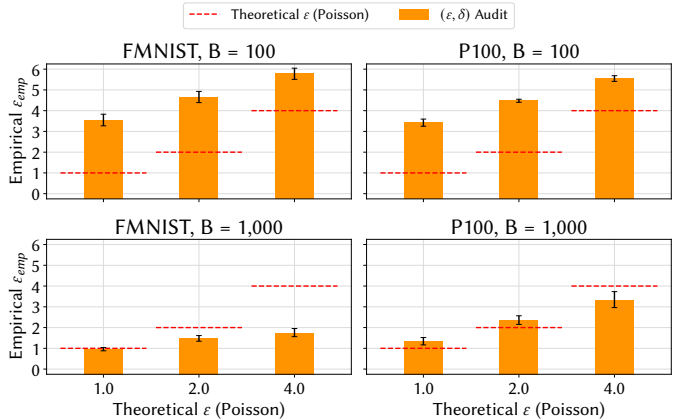 Theoretical ε (Poisson)
(ε, δ) Audit
FMNIST, B = 100
P100, B = 100
Empirical ε_emp
6
5
4
3
2
1
0
FMNIST, B = 1,000
P100, B = 1,000
Empirical ε_emp
6
5
4
3
2
1
0
1.0 2.0 4.0
1.0 2.0 4.0
Theoretical ε (Poisson)
Theoretical ε (Poisson)